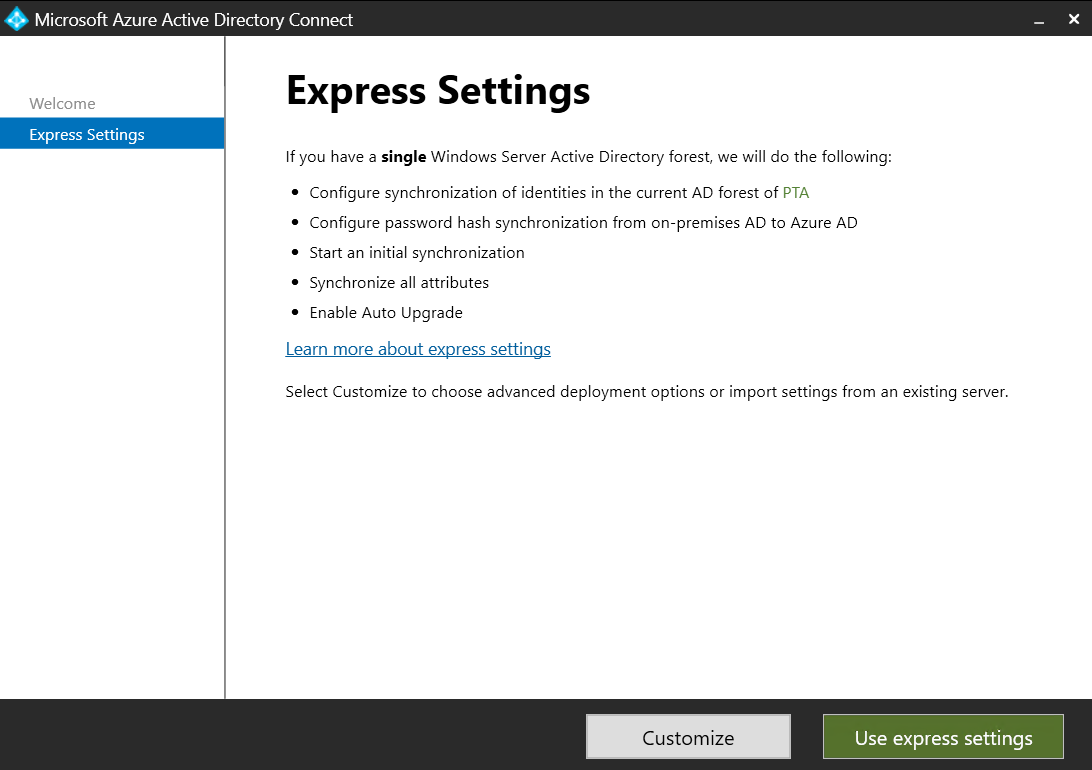 Microsoft Azure Active Directory Connect
Welcome
Express Settings
Express Settings
If you have a single Windows Server Active Directory forest, we will do the following:
Configure synchronization of identities in the current AD forest of PTA
Configure password hash synchronization from on-premises AD to Azure AD
Start an initial synchronization
Synchronize all attributes
Enable Auto Upgrade
Learn more about express settings
Select Customize to choose advanced deployment options or import settings from an existing server.
Customize
Use express settings